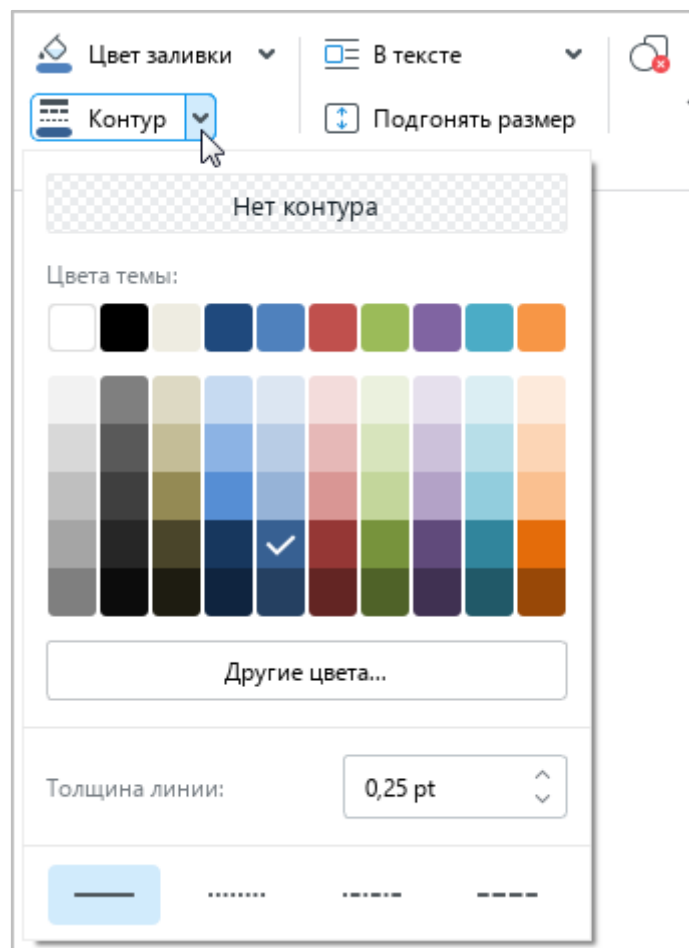 Цвет заливки
В тексте
Контур
Подгонять размер
Нет контура
Цвета темы:
Другие цвета...
Толщина линии:
0,25 pt